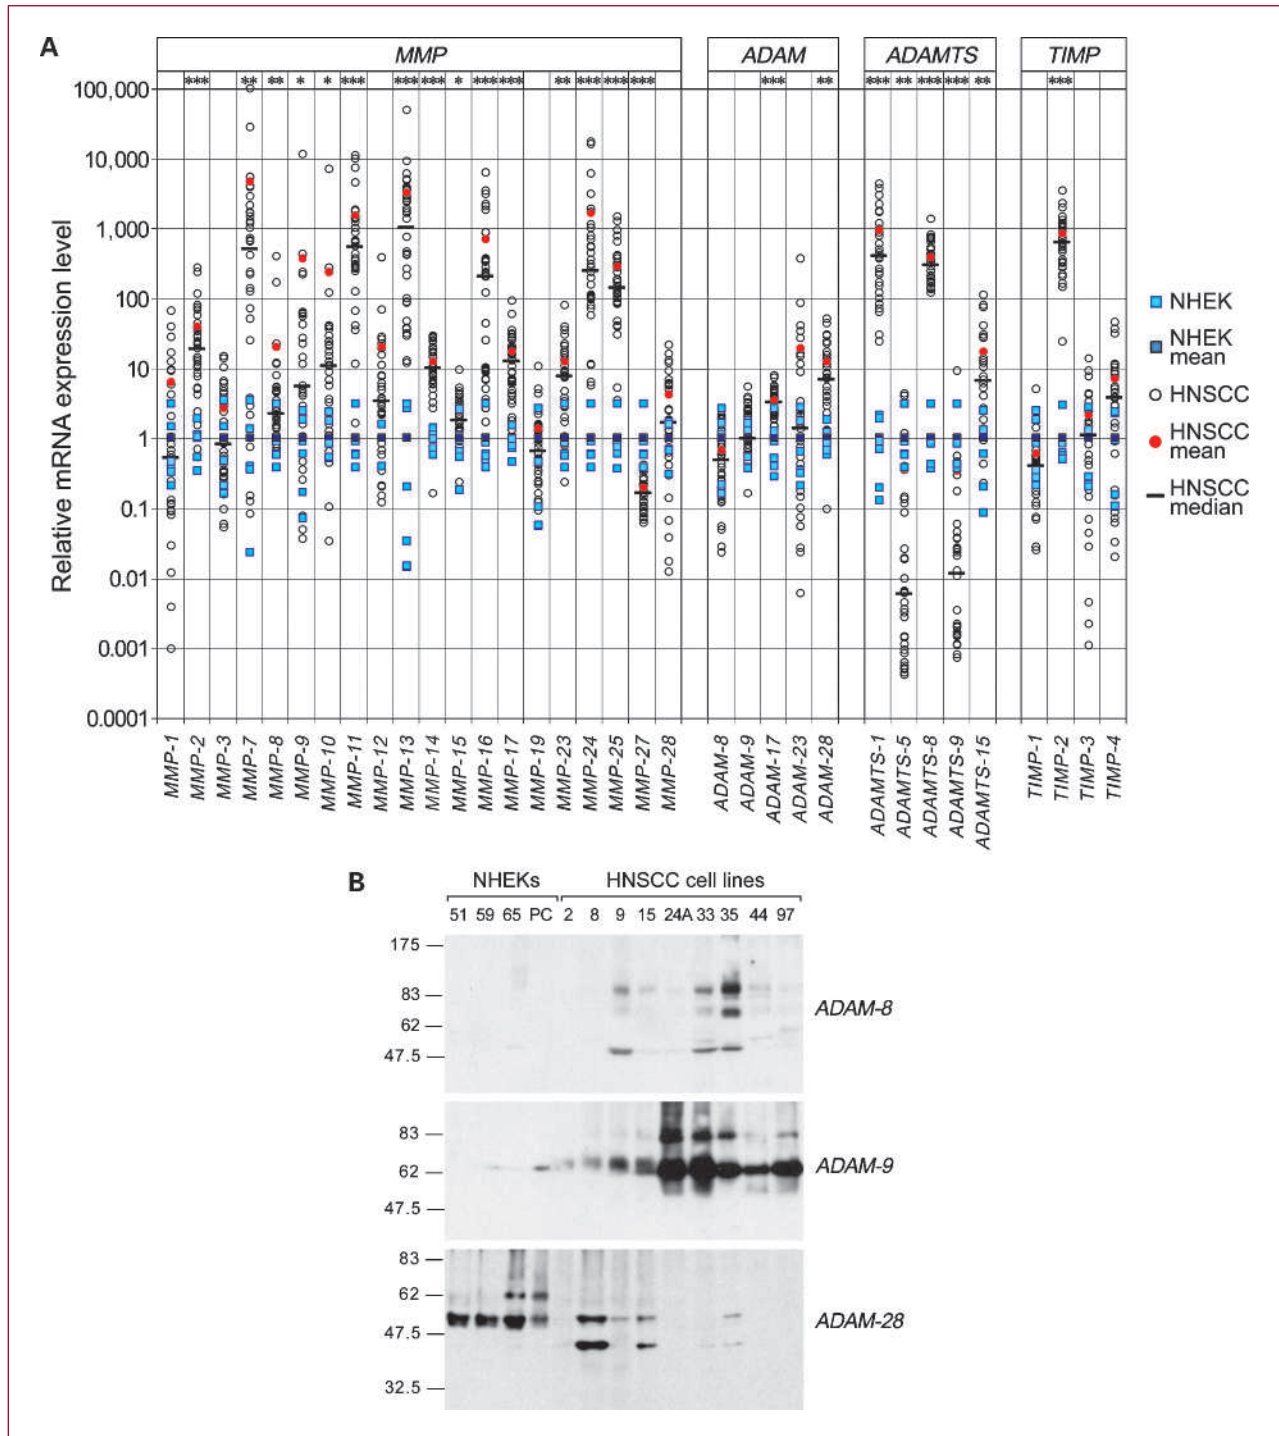 A
MMP ADAM ADAMTS TIMP
*** ** ** * * *** *** *** * *** *** ** *** *** *** *** ** *** ** *** *** ** ***
Relative mRNA expression level
100,000
10,000
1,000
100
10
1
0.1
0.01
0.001
0.0001
MMP-1 MMP-2 MMP-3 MMP-7 MMP-8 MMP-9 MMP-10 MMP-11 MMP-12 MMP-13 MMP-14 MMP-15 MMP-16 MMP-17 MMP-19 MMP-23 MMP-24 MMP-25 MMP-27 MMP-28 ADAM-8 ADAM-9 ADAM-17 ADAM-23 ADAM-28 ADAMTS-1 ADAMTS-5 ADAMTS-8 ADAMTS-9 ADAMTS-15 TIMP-1 TIMP-2 TIMP-3 TIMP-4
NHEK
NHEK
mean
HNSCC
HNSCC
mean
HNSCC
median
B
NHEKs HNSCC cell lines
51 59 65 PC 2 8 9 15 24A 33 35 44 97
175
83
62
47.5
ADAM-8
83
62
47.5
ADAM-9
83
62
47.5
32.5
ADAM-28